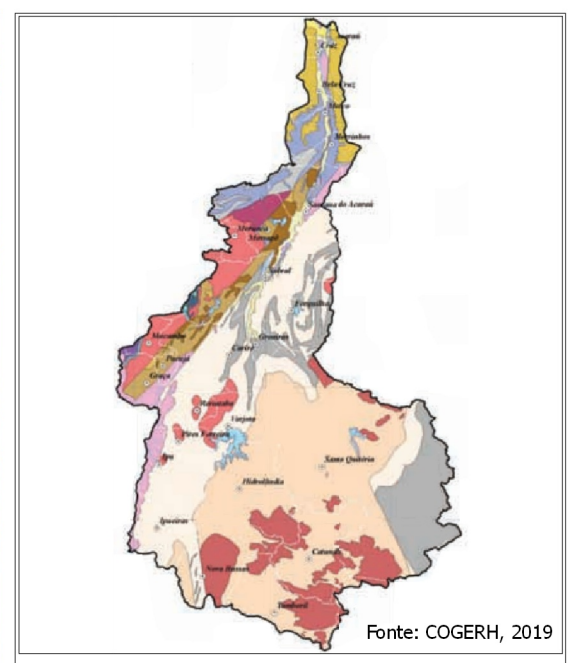 Acaraú
Cruz
Bela Cruz
Marco
Morrinhos
Santana do Acaraú
Moraújo
Massapê
Sobral
Forquilha
Mucambo
Groaíras
Cariré
Pacujá
Graça
Reriutaba
Varjota
Pires Ferreira
Ipu
Santa Quitéria
Hidrolândia
Ipueiras
Catunda
Nova Russas
Tamboril
Fonte: COGERH, 2019